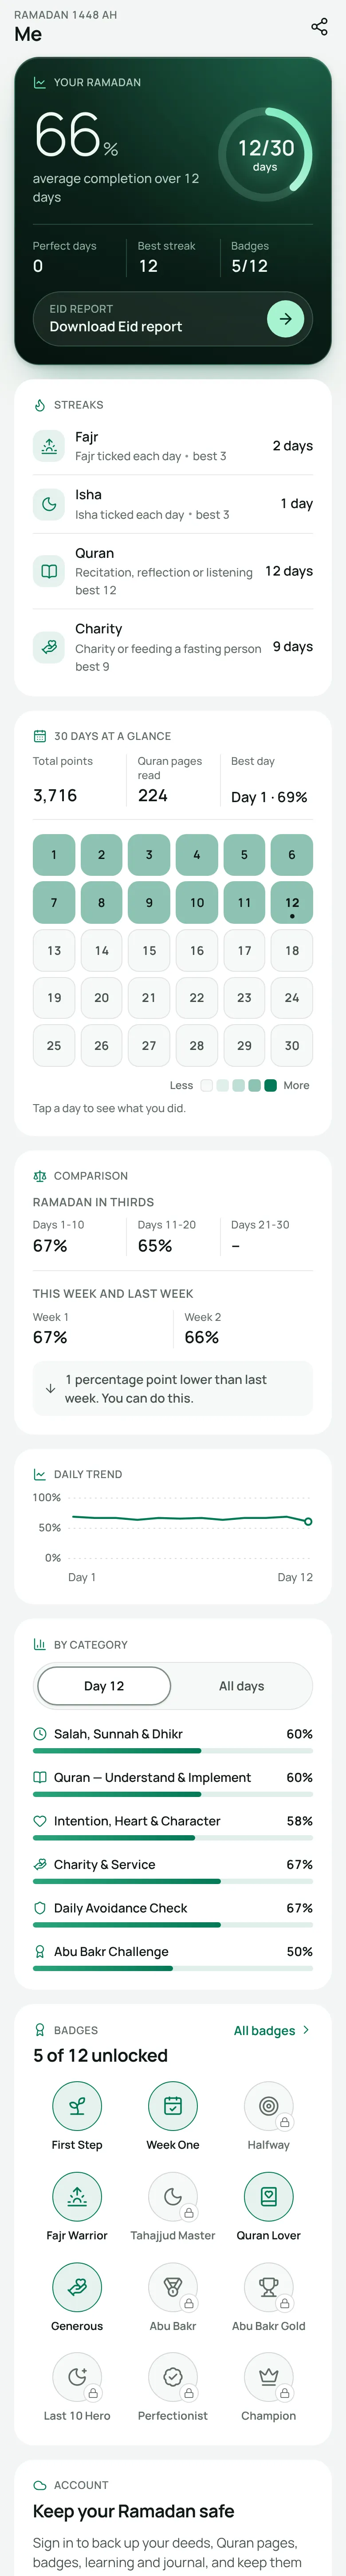 RAMADAN 1448 AH
Me
YOUR RAMADAN
66%
average completion over 12
days
12/30
days
Perfect days
0
Best streak
12
Badges
5/12
EID REPORT
Download Eid report
STREAKS
Fajr
Fajr ticked each day • best 3
2 days
Isha
Isha ticked each day • best 3
1 day
Quran
Recitation, reflection or listening
best 12
12 days
Charity
Charity or feeding a fasting person
best 9
9 days
30 DAYS AT A GLANCE
Total points
3,716
Quran pages
read
224
Best day
Day 1 · 69%
1 2 3 4 5 6
7 8 9 10 11 12
13 14 15 16 17 18
19 20 21 22 23 24
25 26 27 28 29 30
Less More
Tap a day to see what you did.
COMPARISON
RAMADAN IN THIRDS
Days 1-10
67%
Days 11-20
65%
Days 21-30
–
THIS WEEK AND LAST WEEK
Week 1
67%
Week 2
66%
1 percentage point lower than last
week. You can do this.
DAILY TREND
100%
50%
0%
Day 1 Day 12
BY CATEGORY
Day 12 All days
Salah, Sunnah & Dhikr 60%
Quran — Understand & Implement 60%
Intention, Heart & Character 58%
Charity & Service 67%
Daily Avoidance Check 67%
Abu Bakr Challenge 50%
BADGES
All badges
5 of 12 unlocked
First Step Week One Halfway
Fajr Warrior Tahajjud Master Quran Lover
Generous Abu Bakr Abu Bakr Gold
Last 10 Hero Perfectionist Champion
ACCOUNT
Keep your Ramadan safe
Sign in to back up your deeds, Quran pages,
badges, learning and journal, and keep them